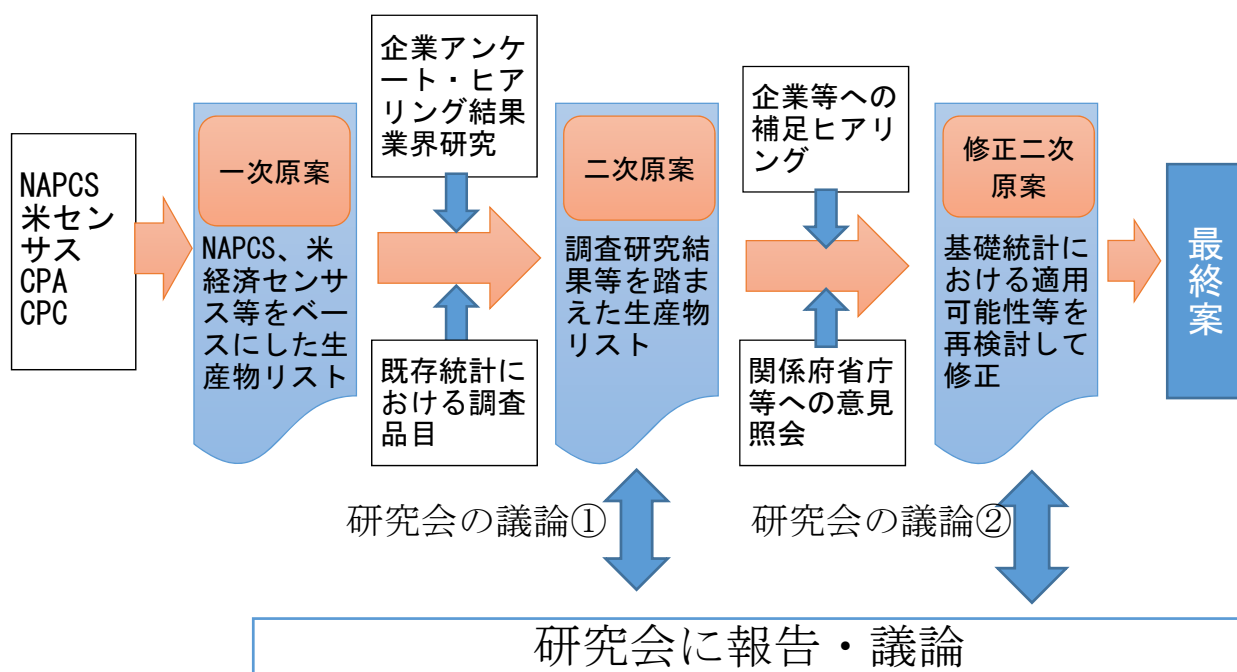 NAPCS
米セン
サス
CPA
CPC
一次原案
NAPCS、米
経済センサ
ス等をベー
スにした生
産物リスト
企業アンケ
ート・ヒア
リング結果
業界研究
既存統計に
おける調査
品目
二次原案
調査研究結
果等を踏ま
えた生産物
リスト
企業等への
補足ヒアリ
ング
関係府省庁
等への意見
照会
修正二次
原案
基礎統計に
おける適用
可能性等を
再検討して
修正
最終案
研究会の議論①
研究会の議論②
研究会に報告・議論